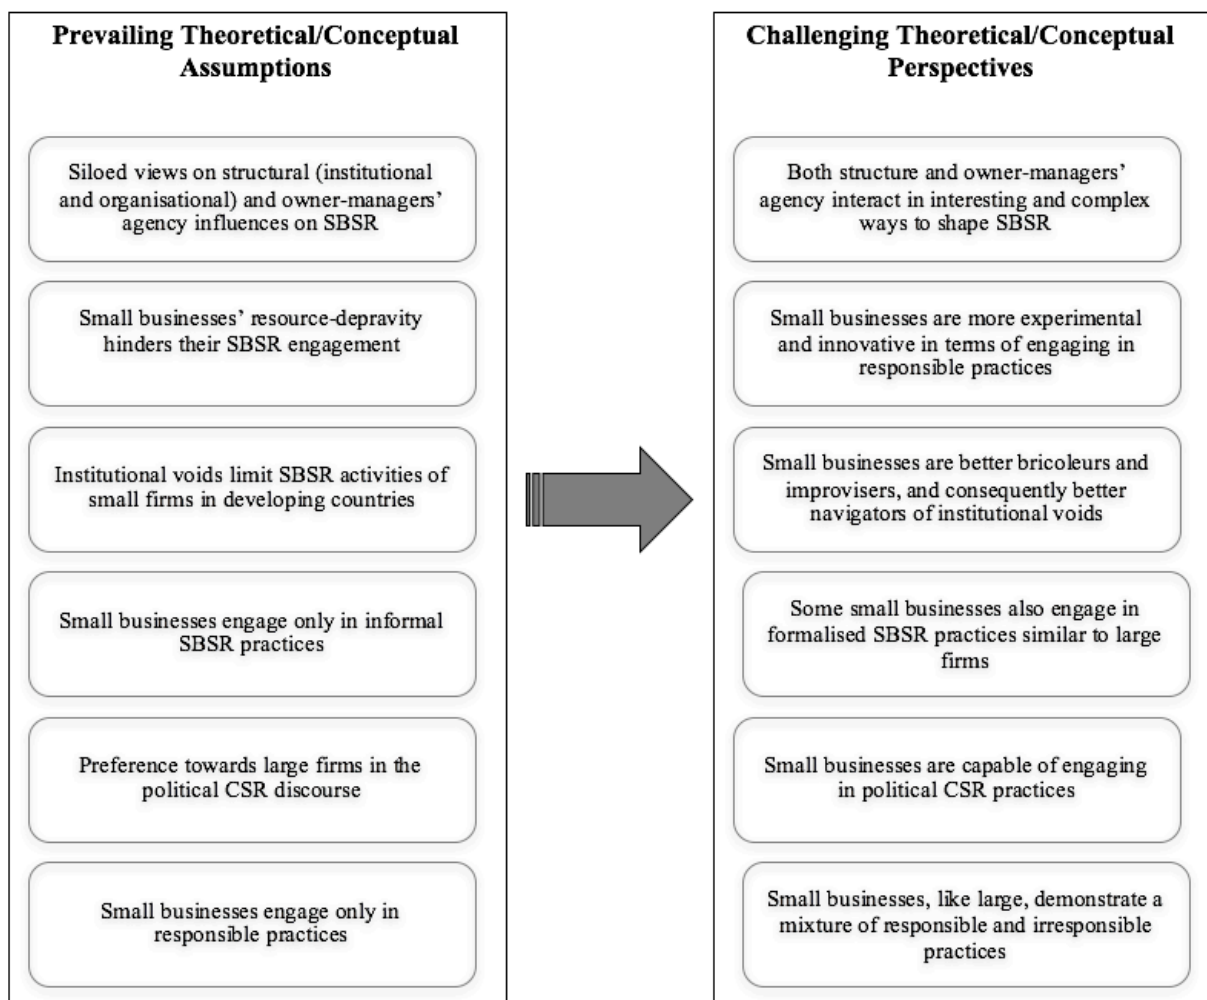 Prevailing Theoretical/Conceptual
Assumptions
Siloed views on structural (institutional
and organisational) and owner-managers’
agency influences on SBSR
Small businesses’ resource-depravity
hinders their SBSR engagement
Institutional voids limit SBSR activities of
small firms in developing countries
Small businesses engage only in informal
SBSR practices
Preference towards large firms in the
political CSR discourse
Small businesses engage only in
responsible practices
Challenging Theoretical/Conceptual
Perspectives
Both structure and owner-managers’
agency interact in interesting and complex
ways to shape SBSR
Small businesses are more experimental
and innovative in terms of engaging in
responsible practices
Small businesses are better bricoleurs and
improvisers, and consequently better
navigators of institutional voids
Some small businesses also engage in
formalised SBSR practices similar to large
firms
Small businesses are capable of engaging
in political CSR practices
Small businesses, like large, demonstrate a
mixture of responsible and irresponsible
practices